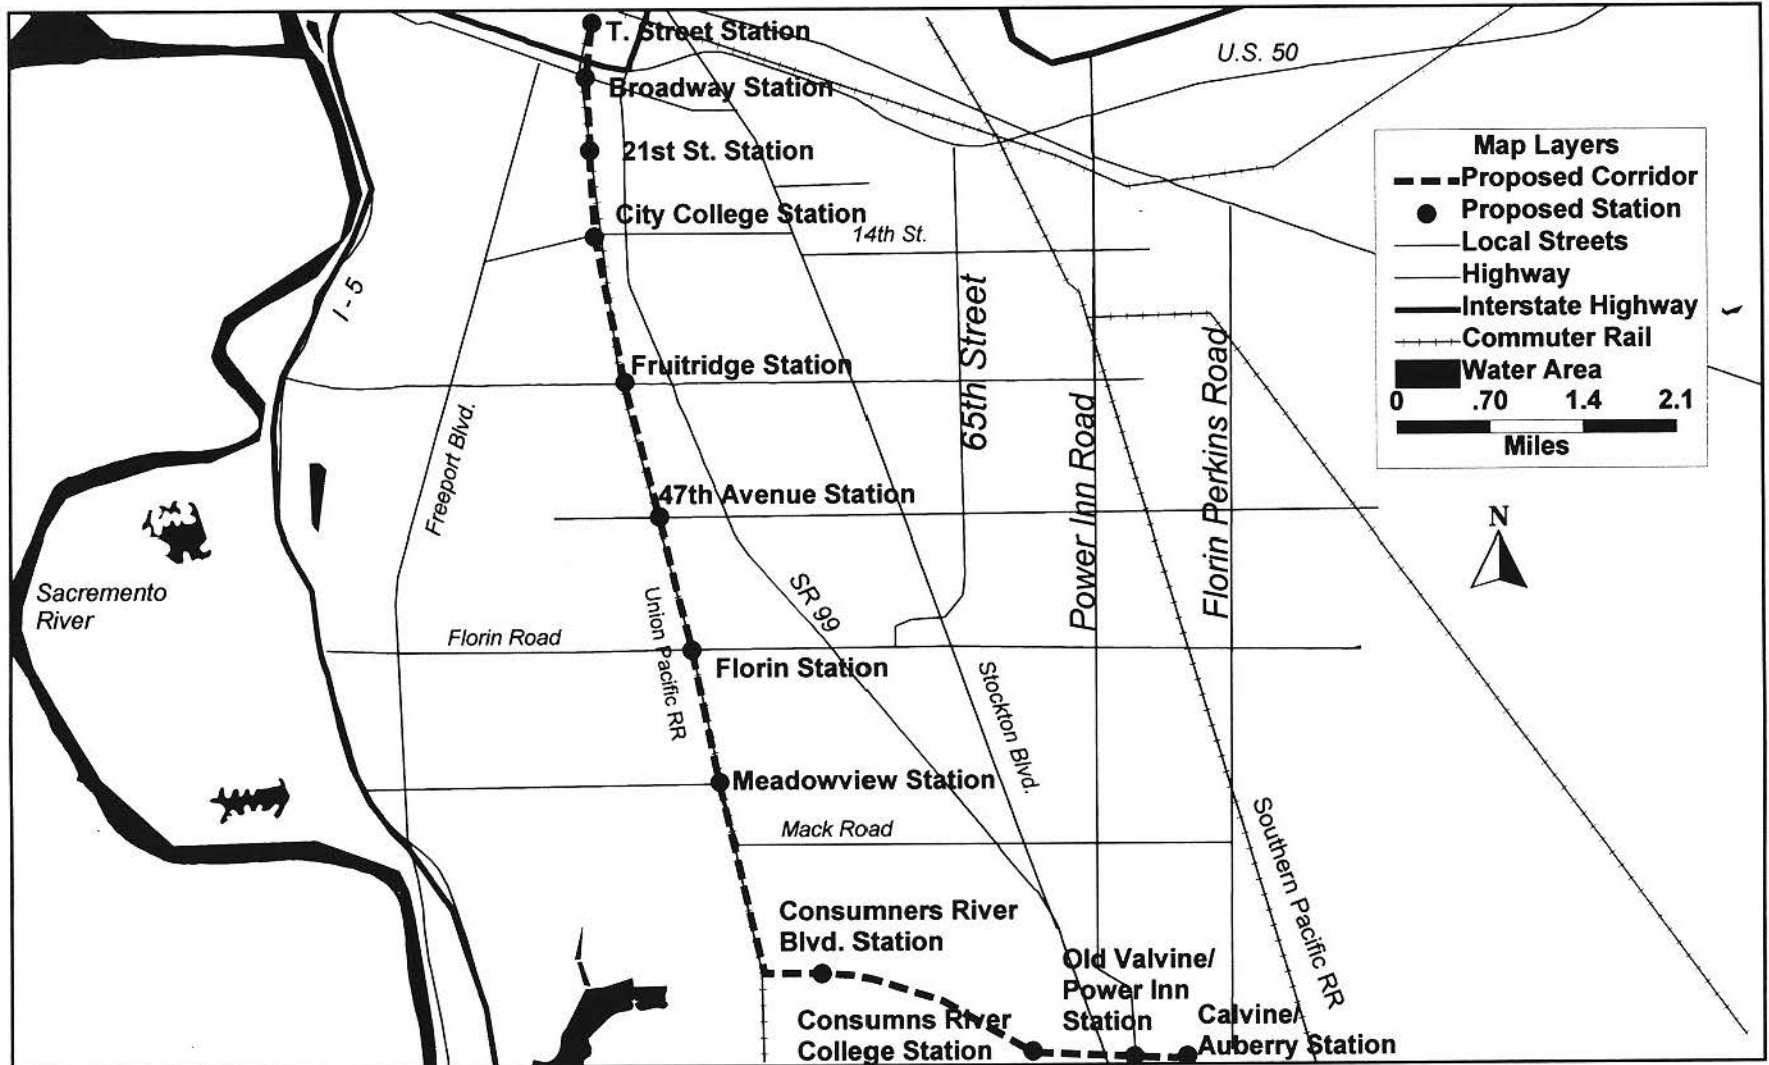 T. Street Station
U.S. 50
Broadway Station
21st St. Station
City College Station
14th St.
I - 5
Fruitridge Station
65th Street
Power Inn Road
Florin Perkins Road
Freeport Blvd.
47th Avenue Station
Sacremento
River
Union Pacific RR
SR 99
Florin Road
Florin Station
Stockton Blvd.
Meadowview Station
Mack Road
Southern Pacific RR
Consumners River
Blvd. Station
Old Valvine/
Power Inn
Station
Consumns River
College Station
Calvine/
Auberry Station
Map Layers
Proposed Corridor
Proposed Station
Local Streets
Highway
Interstate Highway
Commuter Rail
Water Area
0 .70 1.4 2.1
Miles
N